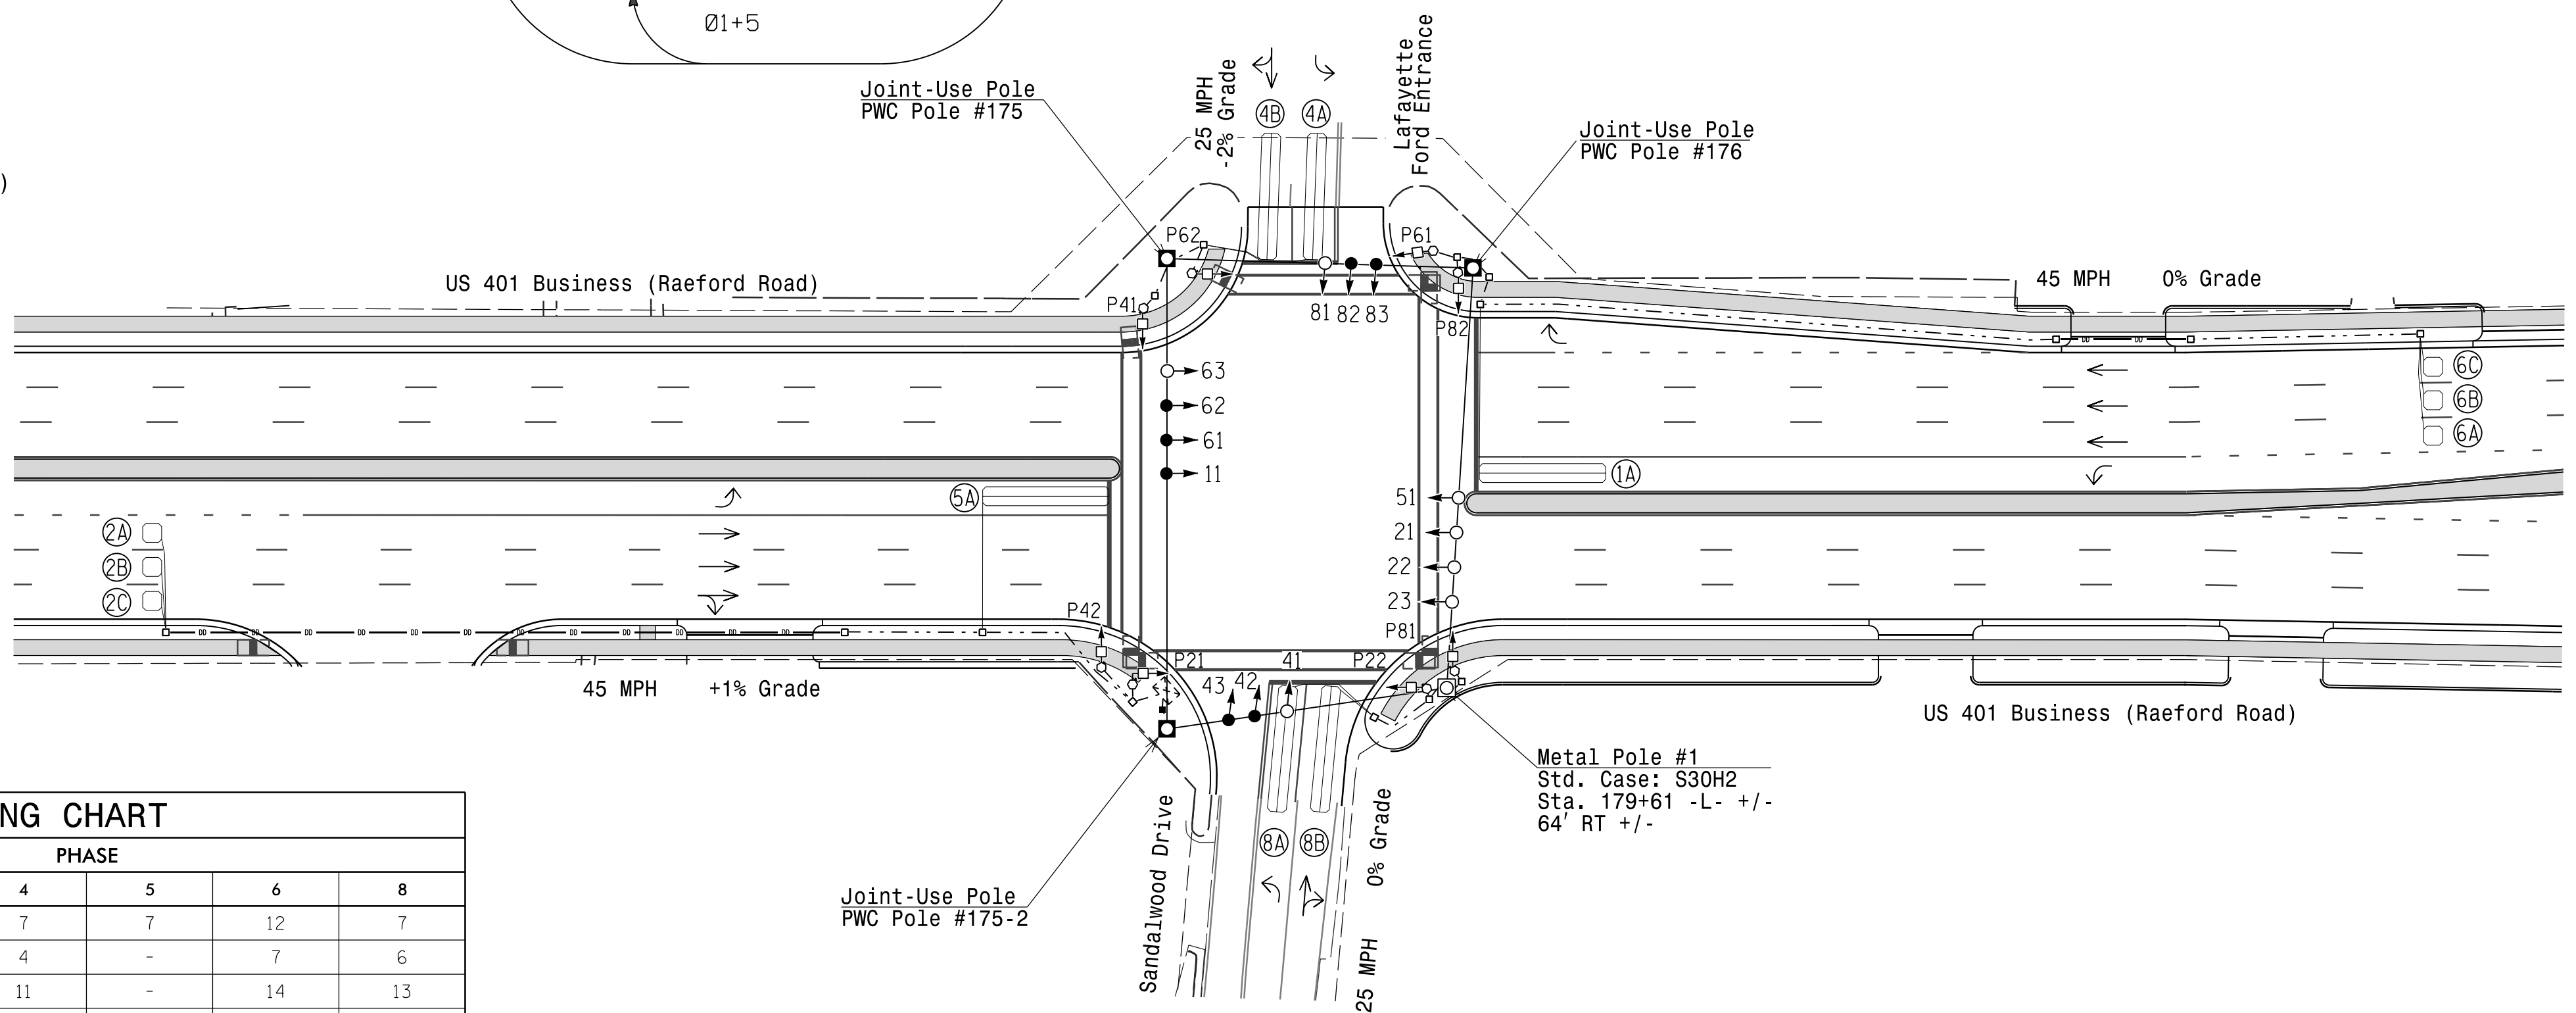 Ø1+5
)
Joint-Use Pole
PWC Pole #175
25 MPH
-2% Grade
4B
4A
Lafayette
Ford Entrance
Joint-Use Pole
PWC Pole #176
P62
P61
US 401 Business (Raeford Road)
45 MPH 0% Grade
P41
81 82 83
P82
63
62
61
11
6C
6B
6A
1A
5A
51
21
22
23
2A
2B
2C
P42
P81
P21
41
P22
43
42
45 MPH +1% Grade
US 401 Business (Raeford Road)
Metal Pole #1
Std. Case: S30H2
Sta. 179+61 -L- +/-
64' RT +/-
Sandalwood Drive
8A
8B
0% Grade
25 MPH
Joint-Use Pole
PWC Pole #175-2
NG CHART
PHASE
4 5 6 8
7 7 12 7
4 - 7 6
11 - 14 13